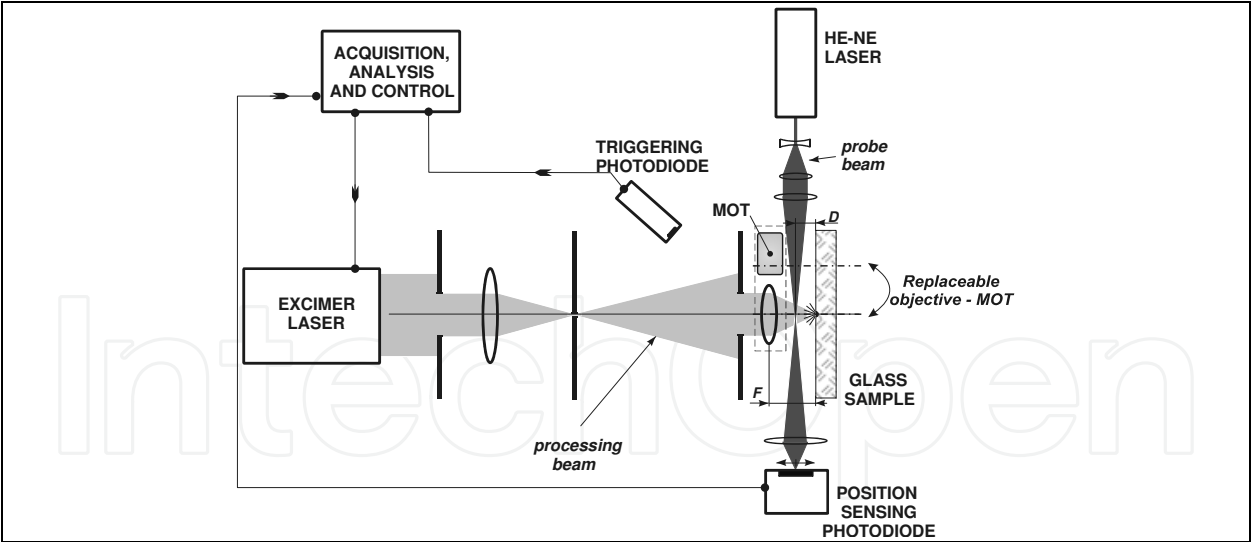 ACQUISITION,
ANALYSIS
AND CONTROL
HE-NE
LASER
TRIGGERING
PHOTODIODE
probe
beam
MOT
D
Replaceable
objective - MOT
EXCIMER
LASER
F
GLASS
SAMPLE
processing
beam
POSITION
SENSING
PHOTODIODE
IntechOpen